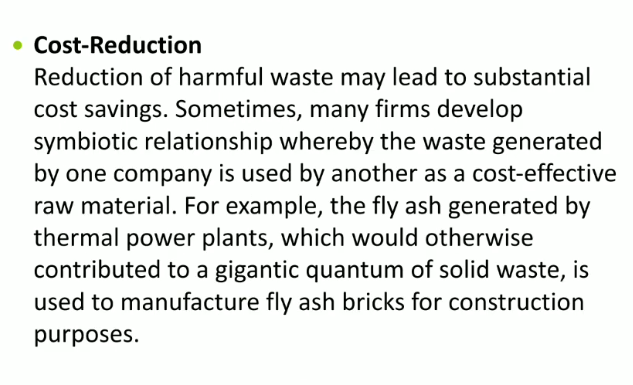 • Cost-Reduction
Reduction of harmful waste may lead to substantial
cost savings. Sometimes, many firms develop
symbiotic relationship whereby the waste generated
by one company is used by another as a cost-effective
raw material. For example, the fly ash generated by
thermal power plants, which would otherwise
contributed to a gigantic quantum of solid waste, is
used to manufacture fly ash bricks for construction
purposes.